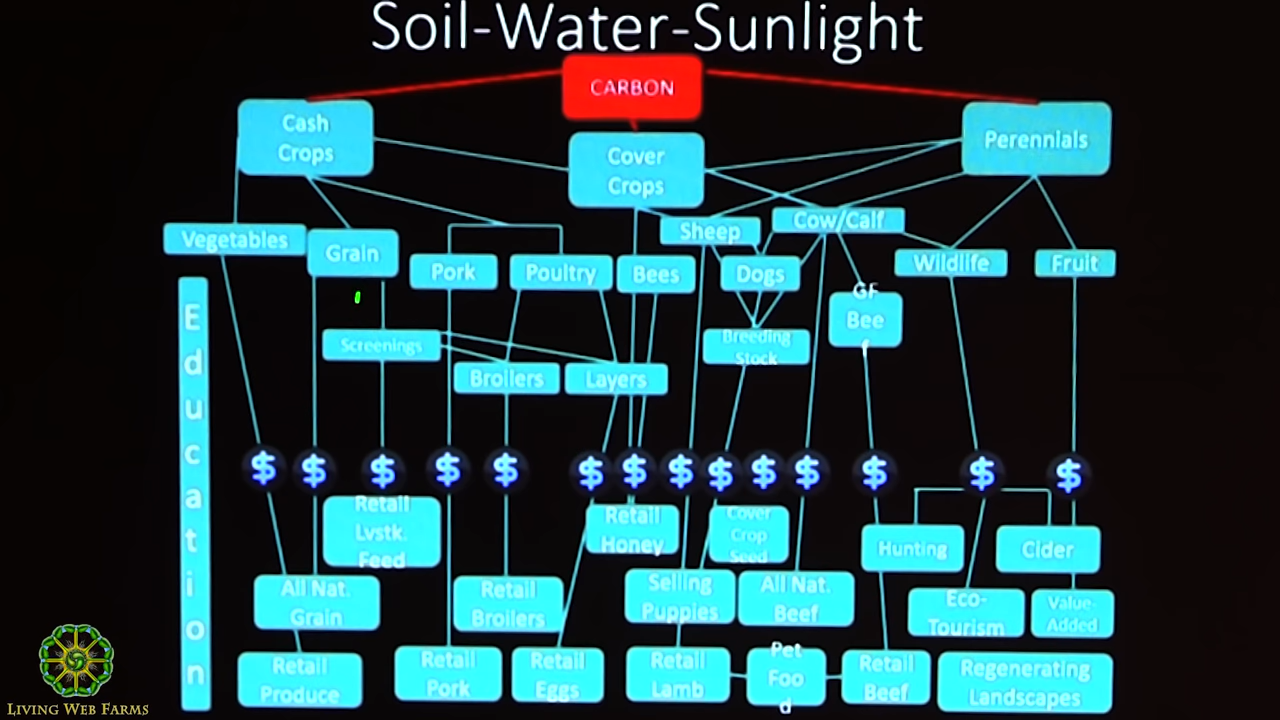 Soil-Water-Sunlight
CARBON
Cash
Crops
Cover
Crops
Perennials
Vegetables
Grain
Pork
Poultry
Bees
Sheep
Cow/Calf
Dogs
Wildlife
Fruit
GF
Bee
f
Screenings
Breeding
Stock
Broilers
Layers
Education
$ $ $ $ $ $ $ $ $ $ $ $ $ $
Retail
Lvstk.
Feed
Retail
Honey
Cover
Crop
Seed
Hunting
Cider
All Nat.
Grain
Retail
Broilers
Selling
Puppies
All Nat.
Beef
Eco-
Tourism
Value-
Added
Retail
Produce
Retail
Pork
Retail
Eggs
Retail
Lamb
Pet
Foo
d
Retail
Beef
Regenerating
Landscapes
LIVING WEB FARMS